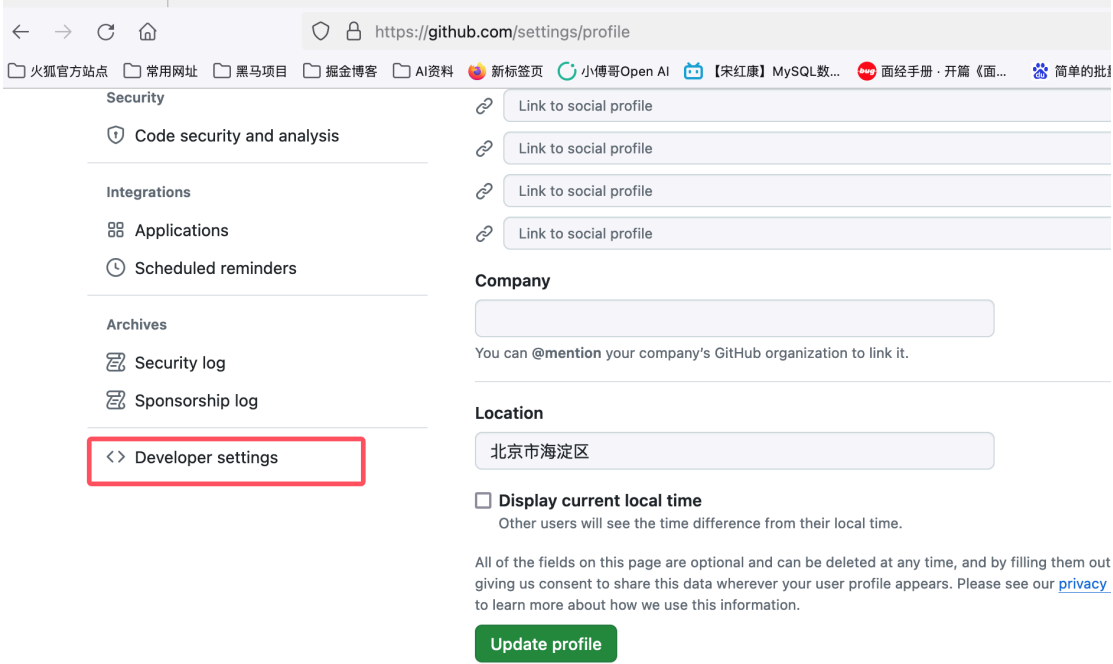 https://github.com/settings/profile
火狐官方站点 常用网址 黑马项目 掘金博客 AI资料 新标签页 小傅哥Open AI 【宋红康】MySQL数... bug 面经手册 · 开篇《面... du 简单的批量
Security
Code security and analysis
Integrations
Applications
Scheduled reminders
Archives
Security log
Sponsorship log
Developer settings
Link to social profile
Link to social profile
Link to social profile
Link to social profile
Company
You can @mention your company's GitHub organization to link it.
Location
北京市海淀区
Display current local time
Other users will see the time difference from their local time.
All of the fields on this page are optional and can be deleted at any time, and by filling them out
giving us consent to share this data wherever your user profile appears. Please see our privacy
to learn more about how we use this information.
Update profile